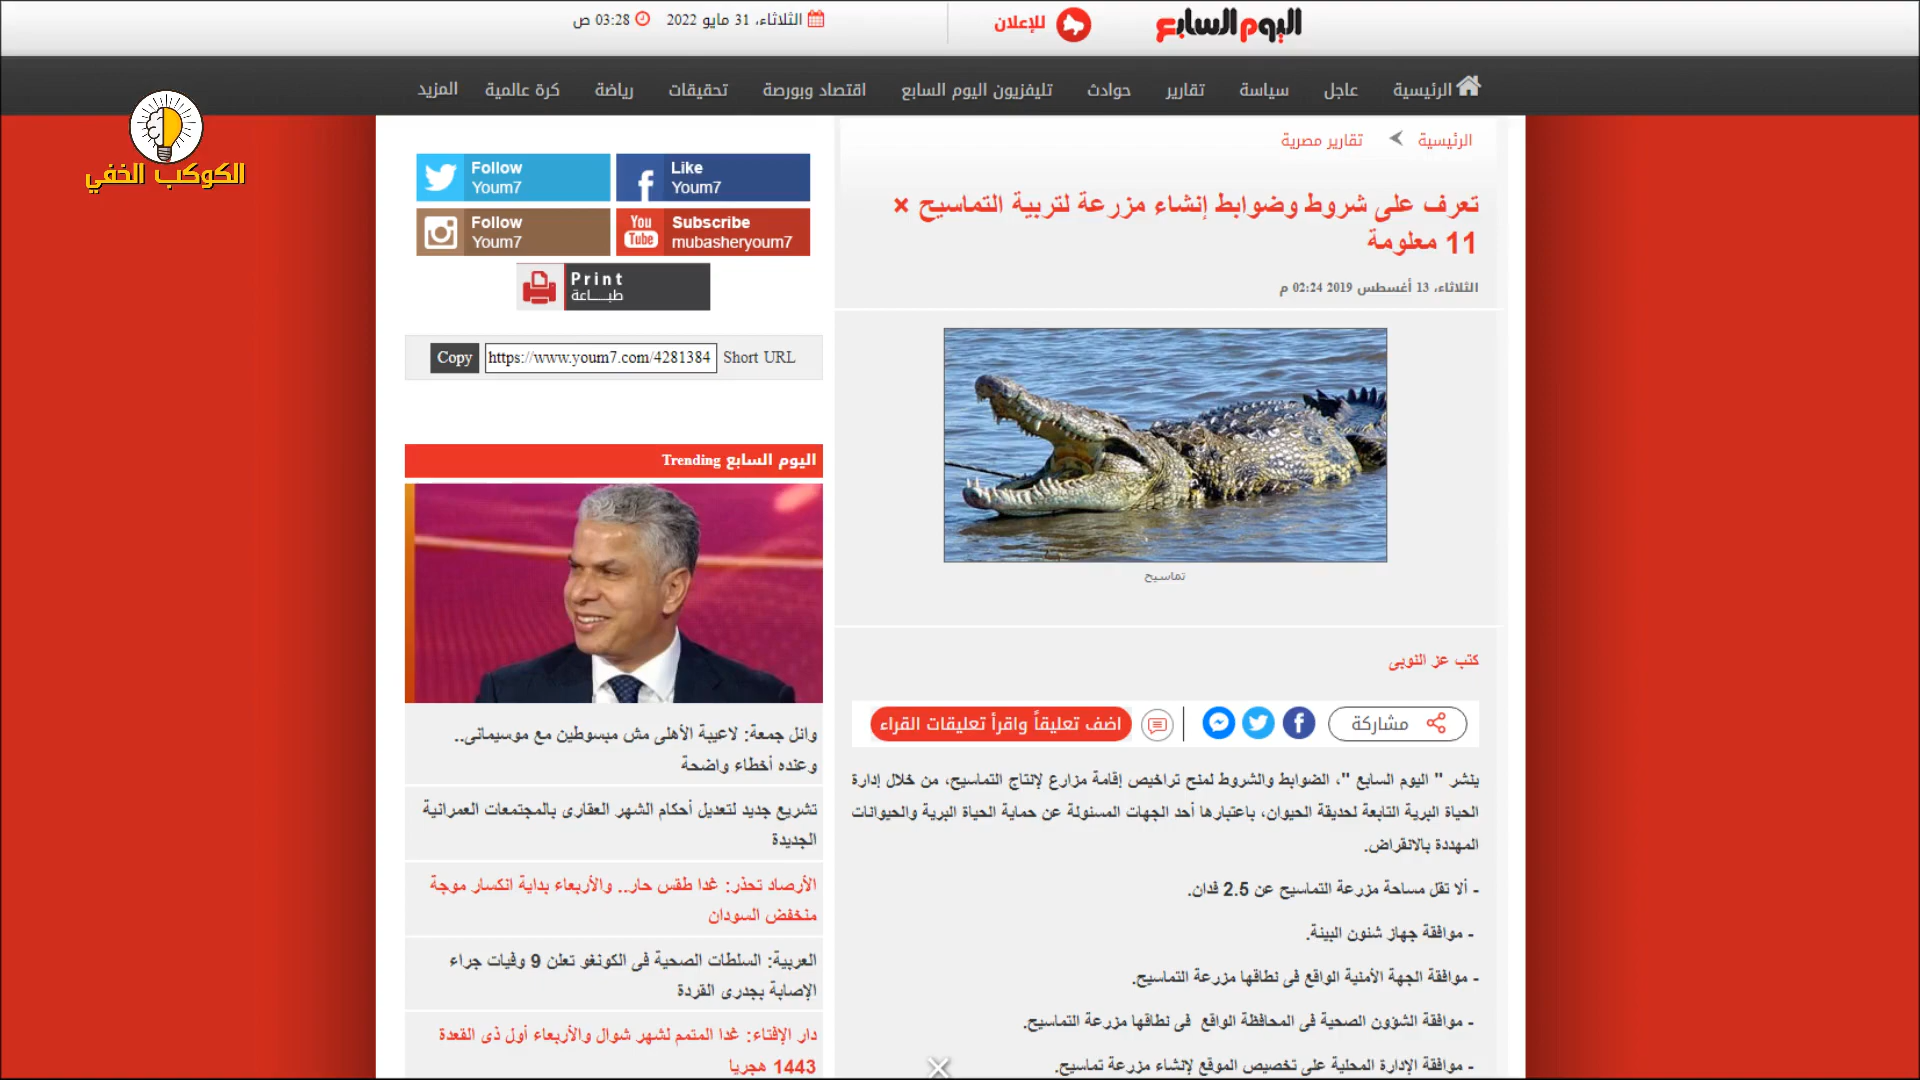 اليوم السابع
للإعلان
الثلاثاء، 31 مايو 2022
03:28 ص
الرئيسية
عاجل
سياسة
تقارير
حوادث
تليفزيون اليوم السابع
اقتصاد وبورصة
تحقيقات
رياضة
كرة عالمية
المزيد
الكوكب الخفي
الرئيسية
تقارير مصرية
تعرف على شروط وضوابط إنشاء مزرعة لتربية التماسيح ×
11 معلومة
الثلاثاء، 13 أغسطس 2019 02:24 م
تماسيح
كتب عز النوبى
مشاركة
اضف تعليقاً واقرأ تعليقات القراء
ينشر " اليوم السابع "، الضوابط والشروط لمنح تراخيص إقامة مزارع لإنتاج التماسيح، من خلال إدارة
الحياة البرية التابعة لحديقة الحيوان، باعتبارها أحد الجهات المسئولة عن حماية الحياة البرية والحيوانات
المهددة بالانقراض.
- ألا تقل مساحة مزرعة التماسيح عن 2.5 فدان.
- موافقة جهاز شئون البيئة.
- موافقة الجهة الأمنية الواقع فى نطاقها مزرعة التماسيح.
- موافقة الشؤون الصحية فى المحافظة الواقع فى نطاقها مزرعة التماسيح.
- موافقة الإدارة المحلية على تخصيص الموقع لإنشاء مزرعة تماسيح.
Follow
Youm7
Like
Youm7
Follow
Youm7
You
Tube
Subscribe
mubasheryoum7
Print
طبـــاعة
Copy
https://www.youm7.com/4281384
Short URL
اليوم السابع Trending
وائل جمعة: لاعيبة الأهلى مش مبسوطين مع موسيمانى..
وعنده أخطاء واضحة
تشريع جديد لتعديل أحكام الشهر العقارى بالمجتمعات العمرانية
الجديدة
الأرصاد تحذر: غدا طقس حار.. والأربعاء بداية انكسار موجة
منخفض السودان
العربية: السلطات الصحية فى الكونغو تعلن 9 وفيات جراء
الإصابة بجدرى القردة
دار الإفتاء: غدا المتمم لشهر شوال والأربعاء أول ذى القعدة
1443 هجريا